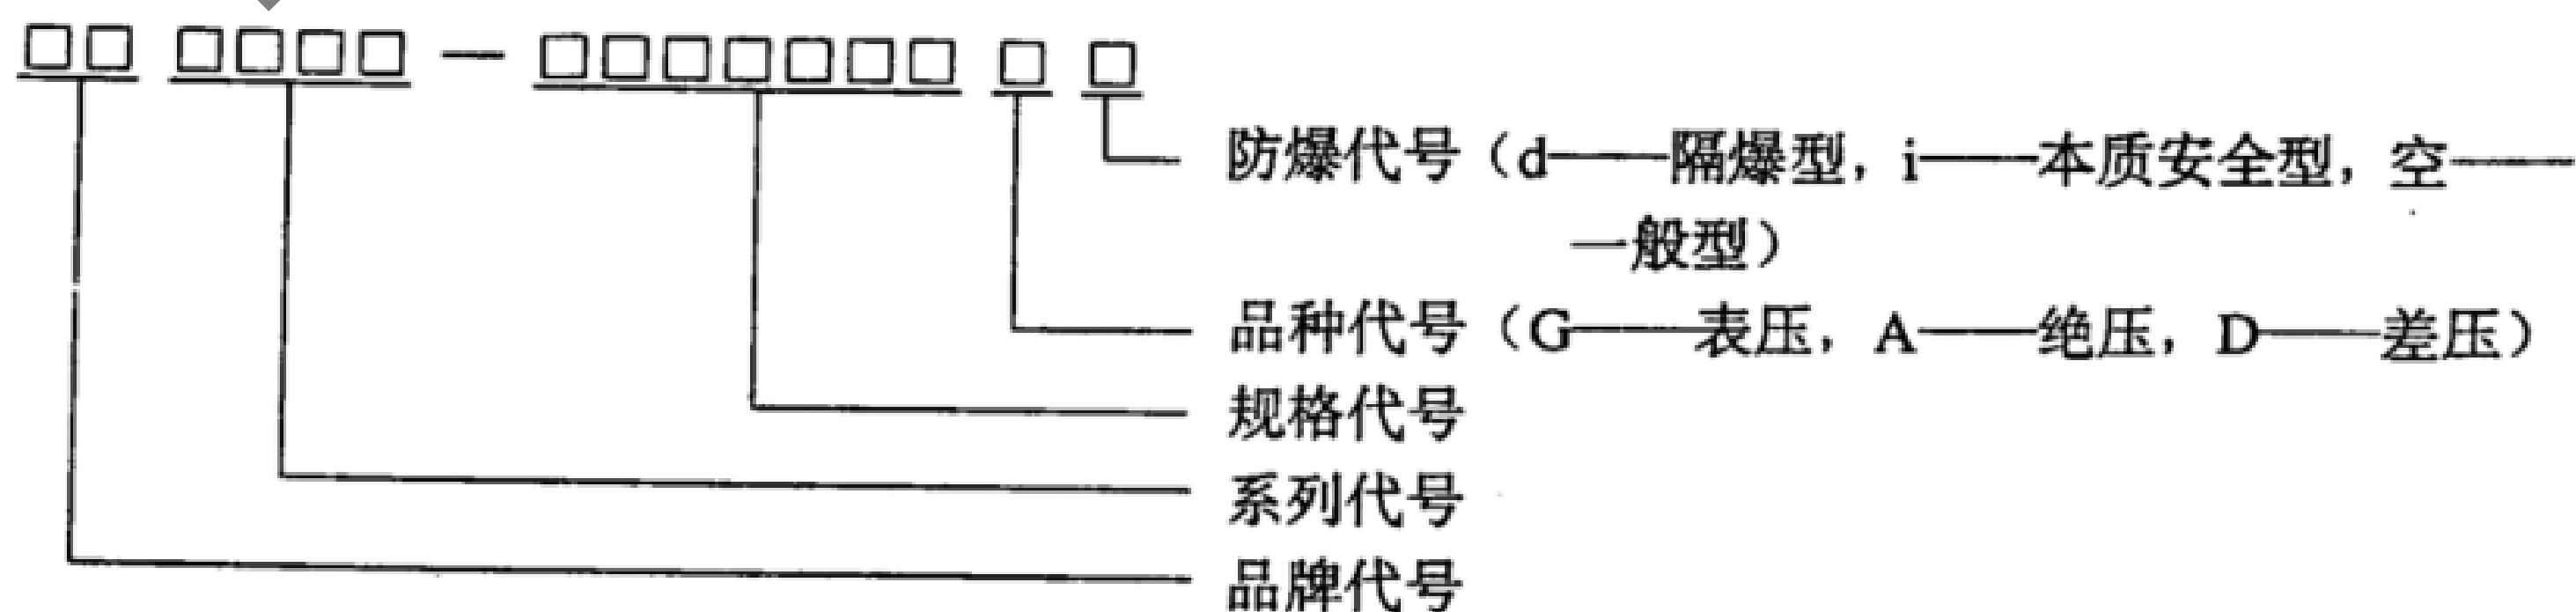 □□ □□□□ — □□□□□□□ □ □
防爆代号（d——隔爆型，i——本质安全型，空——
一般型）
品种代号（G——表压，A——绝压，D——差压）
规格代号
系列代号
品牌代号